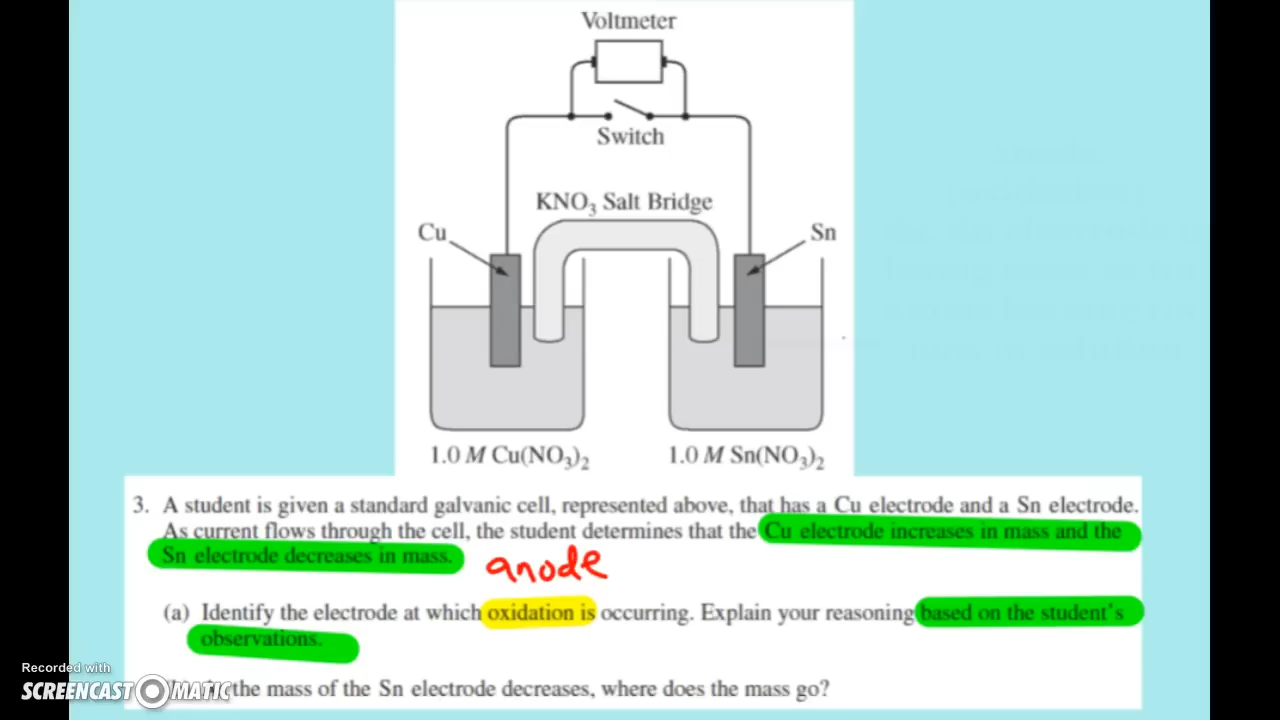 Voltmeter
Switch
KNO₃ Salt Bridge
Cu
Sn
1.0 M Cu(NO₃)₂
1.0 M Sn(NO₃)₂
3. A student is given a standard galvanic cell, represented above, that has a Cu electrode and a Sn electrode.
As current flows through the cell, the student determines that the Cu electrode increases in mass and the
Sn electrode decreases in mass.
anode
(a) Identify the electrode at which oxidation is occurring. Explain your reasoning based on the student's
observations.
the mass of the Sn electrode decreases, where does the mass go?
Recorded with
SCREENCAST MATIC